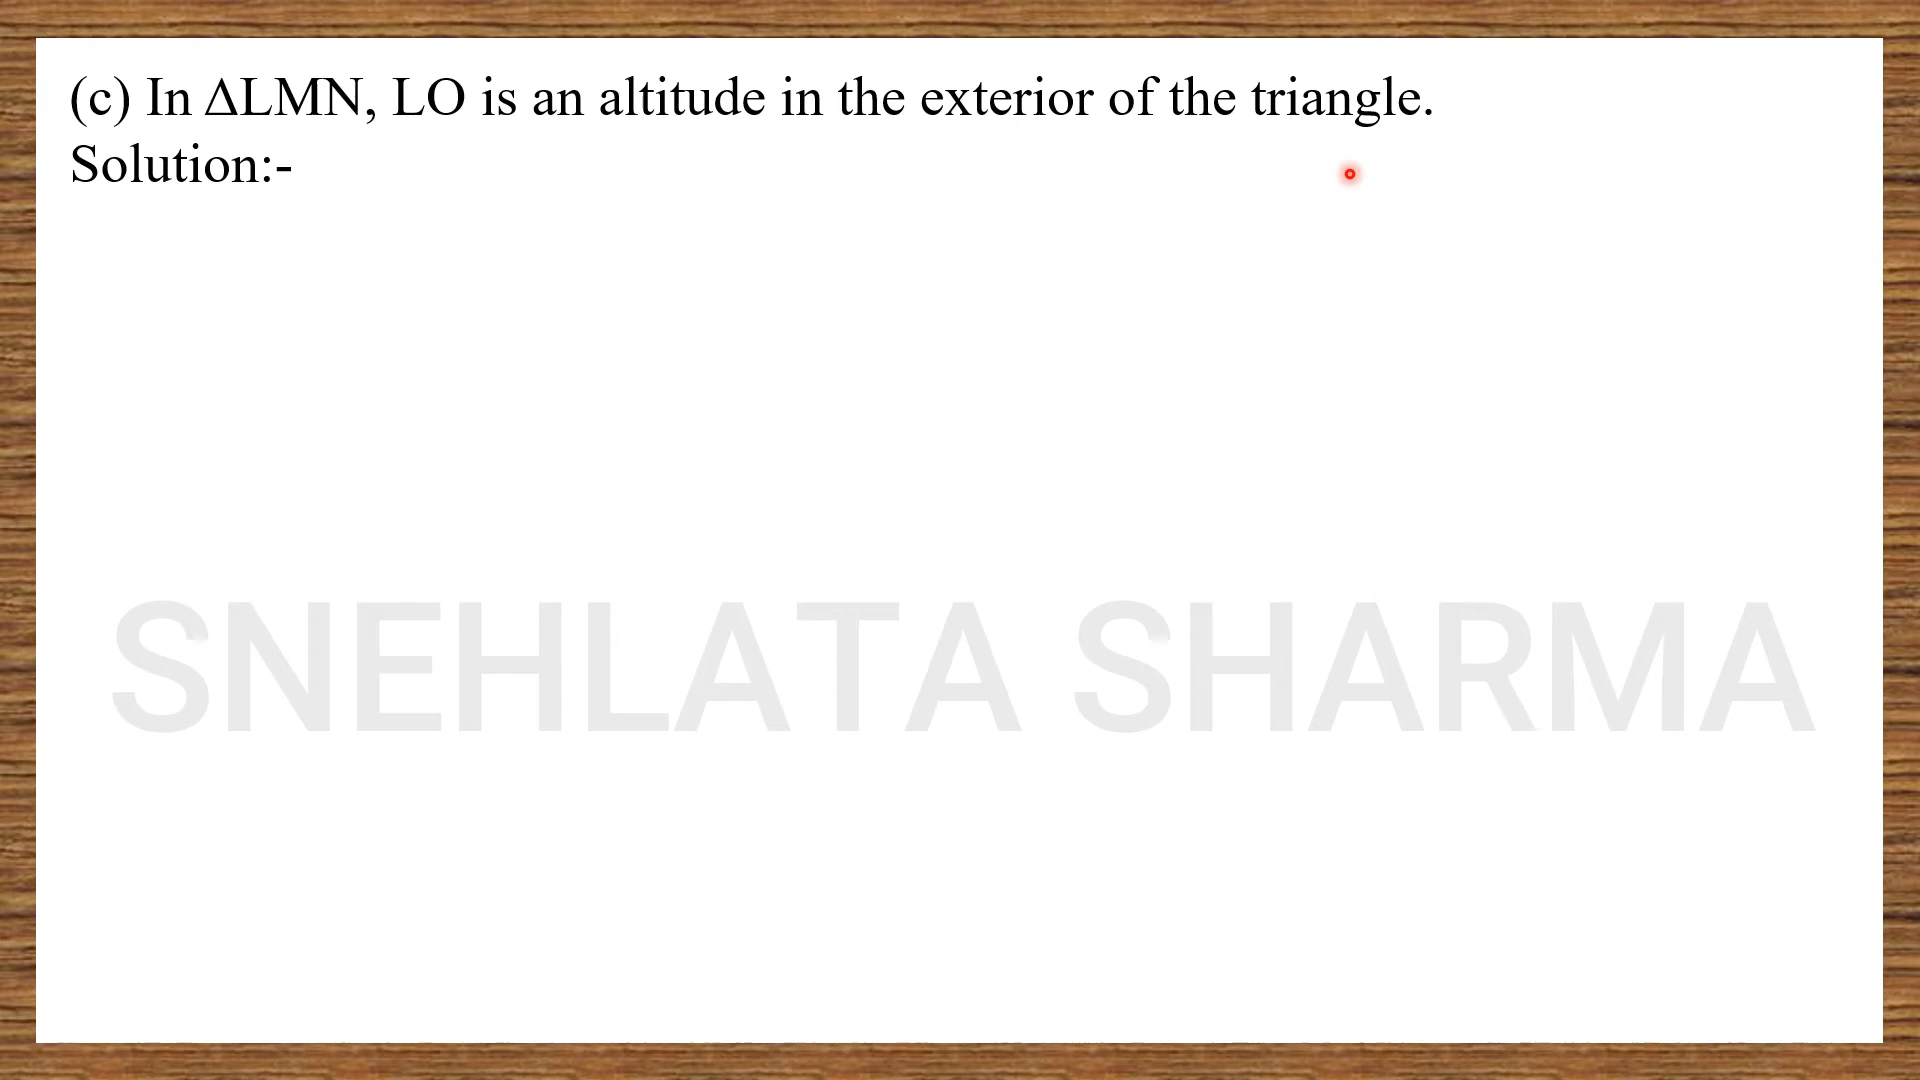 (c) In ΔLMN, LO is an altitude in the exterior of the triangle.
Solution:-
SNEHLATA SHARMA